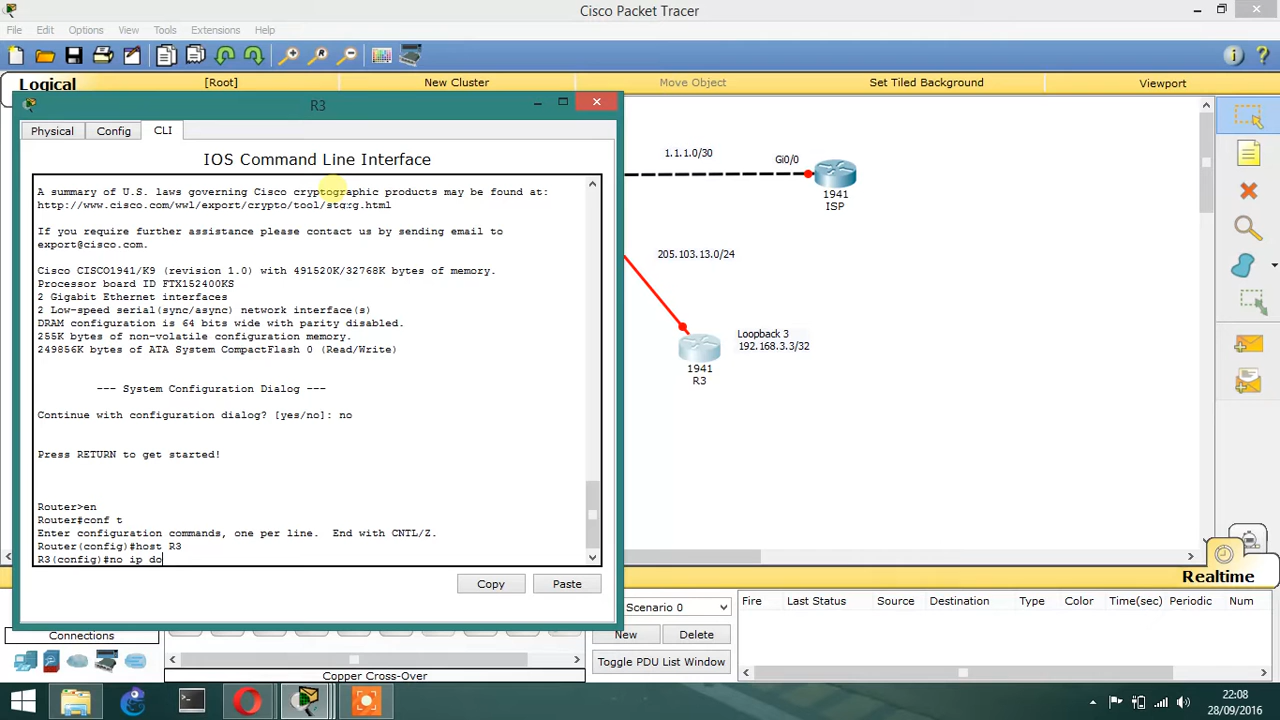 Cisco Packet Tracer
File Edit Options View Tools Extensions Help
Logical [Root] New Cluster Move Object Set Tiled Background Viewport
R3
Physical Config CLI
IOS Command Line Interface
A summary of U.S. laws governing Cisco cryptographic products may be found at:
http://www.cisco.com/wwl/export/crypto/tool/stqrg.html
If you require further assistance please contact us by sending email to
export@cisco.com.
Cisco CISCO1941/K9 (revision 1.0) with 491520K/32768K bytes of memory.
Processor board ID FTX152400KS
2 Gigabit Ethernet interfaces
2 Low-speed serial(sync/async) network interface(s)
DRAM configuration is 64 bits wide with parity disabled.
255K bytes of non-volatile configuration memory.
249856K bytes of ATA System CompactFlash 0 (Read/Write)
--- System Configuration Dialog ---
Continue with configuration dialog? [yes/no]: no
Press RETURN to get started!
Router>en
Router#conf t
Enter configuration commands, one per line. End with CNTL/Z.
Router(config)#host R3
R3(config)#no ip do
Copy Paste
1.1.1.0/30
Gi0/0
1941
ISP
205.103.13.0/24
Loopback 3
192.168.3.3/32
1941
R3
Realtime
Scenario 0
New Delete
Toggle PDU List Window
Fire Last Status Source Destination Type Color Time(sec) Periodic Num
Connections
Copper Cross-Over
22:08
28/09/2016